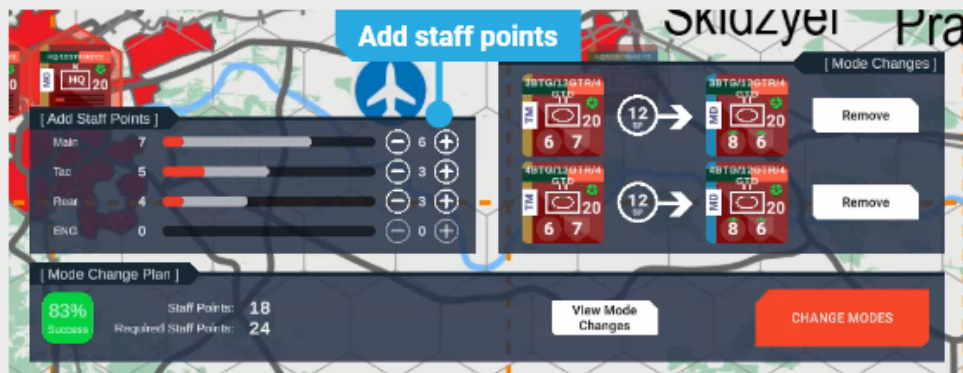 Skidzyel Pra
Add staff points
HQ 20
MO
[ Add Staff Points ]
Main 7 6
Tac 5 3
Rear 4 3
ENG 0 0
[ Mode Changes ]
3BTG/12GTR/4
GTD
TM 20
6 7
12
SP
3BTG/12GTR/4
GTD
MD 20
8 6
Remove
4BTG/12GTR/4
GTD
TM 20
6 7
12
SP
4BTG/12GTR/4
GTD
MD 20
8 6
Remove
[ Mode Change Plan ]
83%
Success
Staff Points: 18
Required Staff Points: 24
View Mode
Changes
CHANGE MODES